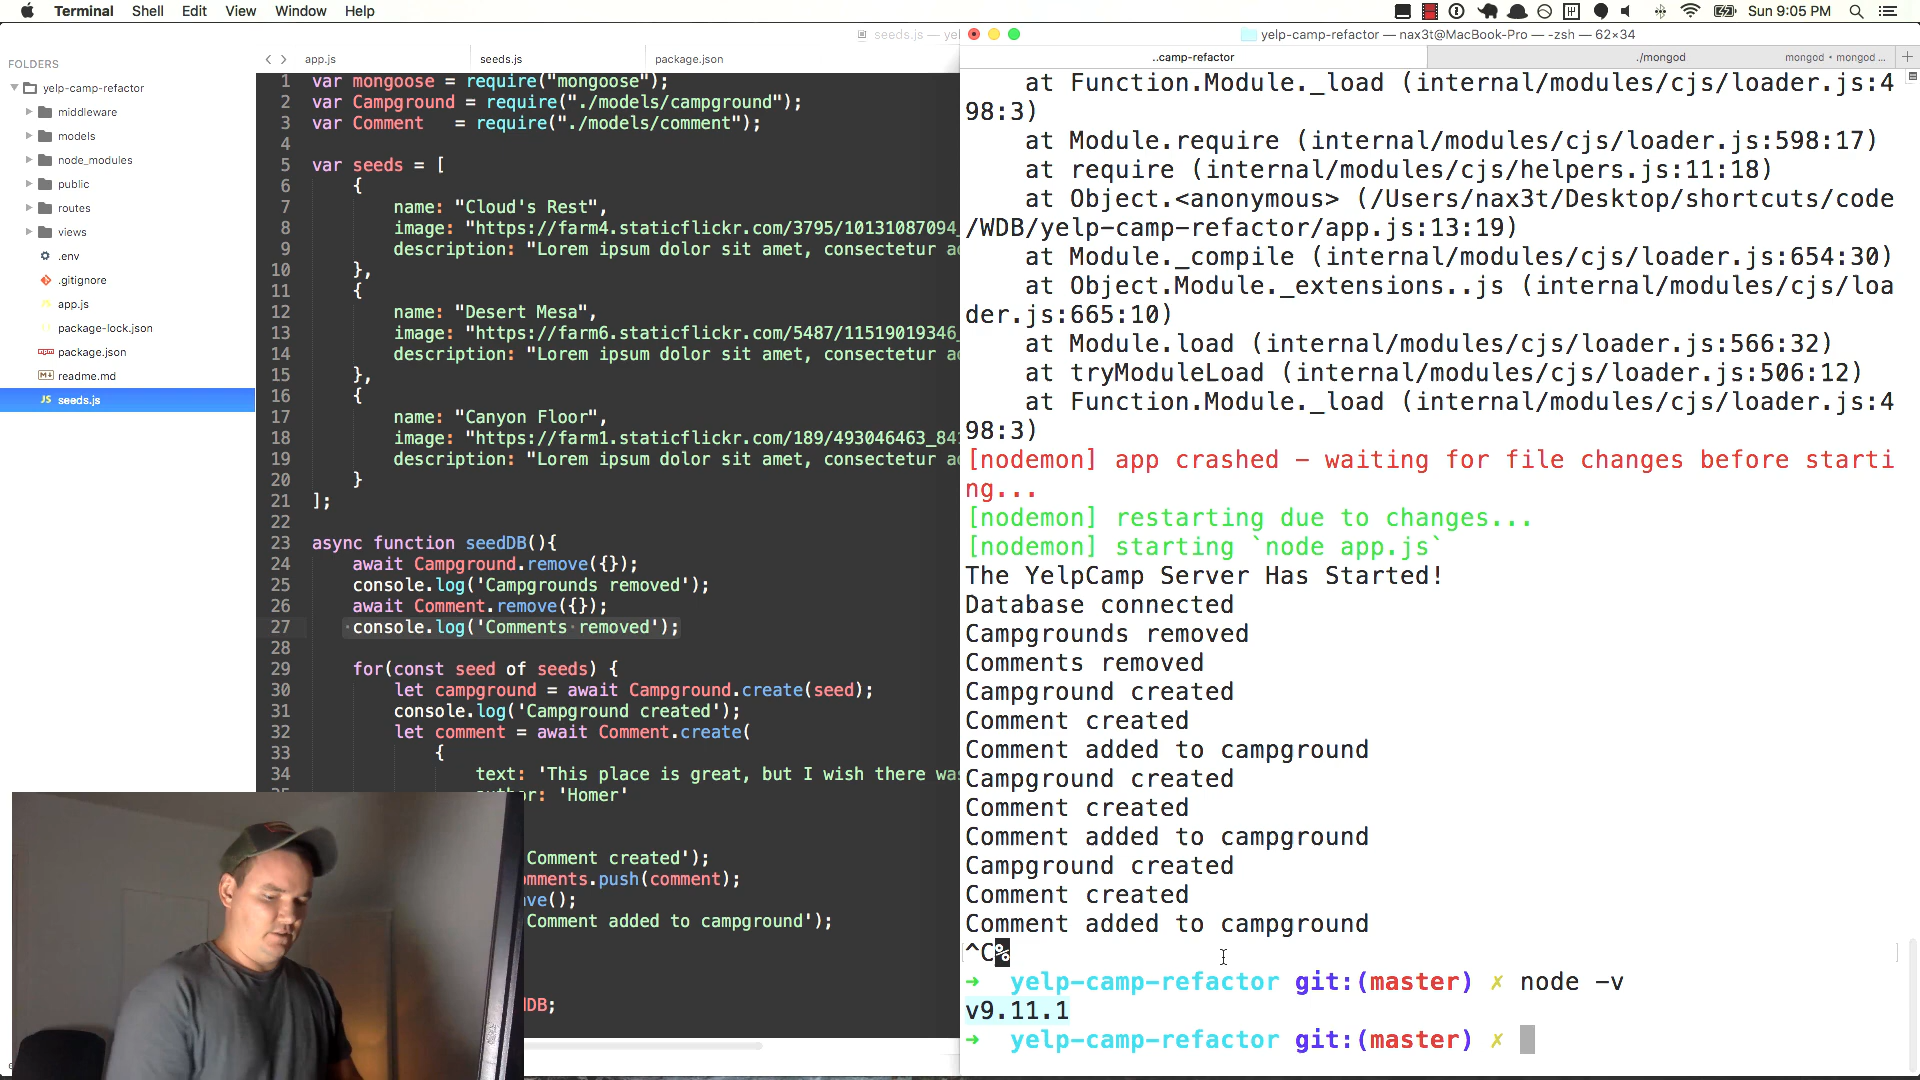 Terminal Shell Edit View Window Help
Sun 9:05 PM
seeds.js —
yelp-camp-refactor — nax3t@MacBook-Pro — -zsh — 62×34
app.js seeds.js package.json
..camp-refactor ./mongod mongod • mongod ...
FOLDERS
yelp-camp-refactor
middleware
models
node_modules
public
routes
views
.env
.gitignore
app.js
package-lock.json
package.json
readme.md
JS seeds.js
1 var mongoose = require("mongoose");
2 var Campground = require("./models/campground");
3 var Comment   = require("./models/comment");
4
5 var seeds = [
6 {
7 name: "Cloud's Rest",
8 image: "https://farm4.staticflickr.com/3795/10131087094_
9 description: "Lorem ipsum dolor sit amet, consectetur
10 },
11 {
12 name: "Desert Mesa",
13 image: "https://farm6.staticflickr.com/5487/11519019346_
14 description: "Lorem ipsum dolor sit amet, consectetur
15 },
16 {
17 name: "Canyon Floor",
18 image: "https://farm1.staticflickr.com/189/493046463_841
19 description: "Lorem ipsum dolor sit amet, consectetur
20 }
21 ];
22
23 async function seedDB(){
24 await Campground.remove({});
25 console.log('Campgrounds removed');
26 await Comment.remove({});
27 console.log('Comments removed');
28
29 for(const seed of seeds) {
30 let campground = await Campground.create(seed);
31 console.log('Campground created');
32 let comment = await Comment.create(
33 {
34 text: 'This place is great, but I wish there was
or: 'Homer'
Comment created');
omments.push(comment);
ve();
Comment added to campground');
DB;
at Function.Module._load (internal/modules/cjs/loader.js:4
98:3)
at Module.require (internal/modules/cjs/loader.js:598:17)
at require (internal/modules/cjs/helpers.js:11:18)
at Object.<anonymous> (/Users/nax3t/Desktop/shortcuts/code
/WDB/yelp-camp-refactor/app.js:13:19)
at Module._compile (internal/modules/cjs/loader.js:654:30)
at Object.Module._extensions..js (internal/modules/cjs/loa
der.js:665:10)
at Module.load (internal/modules/cjs/loader.js:566:32)
at tryModuleLoad (internal/modules/cjs/loader.js:506:12)
at Function.Module._load (internal/modules/cjs/loader.js:4
98:3)
[nodemon] app crashed – waiting for file changes before starti
ng...
[nodemon] restarting due to changes...
[nodemon] starting `node app.js`
The YelpCamp Server Has Started!
Database connected
Campgrounds removed
Comments removed
Campground created
Comment created
Comment added to campground
Campground created
Comment created
Comment added to campground
Campground created
Comment created
Comment added to campground
^C%
➜ yelp-camp-refactor git:(master) ✗ node -v
v9.11.1
➜ yelp-camp-refactor git:(master) ✗